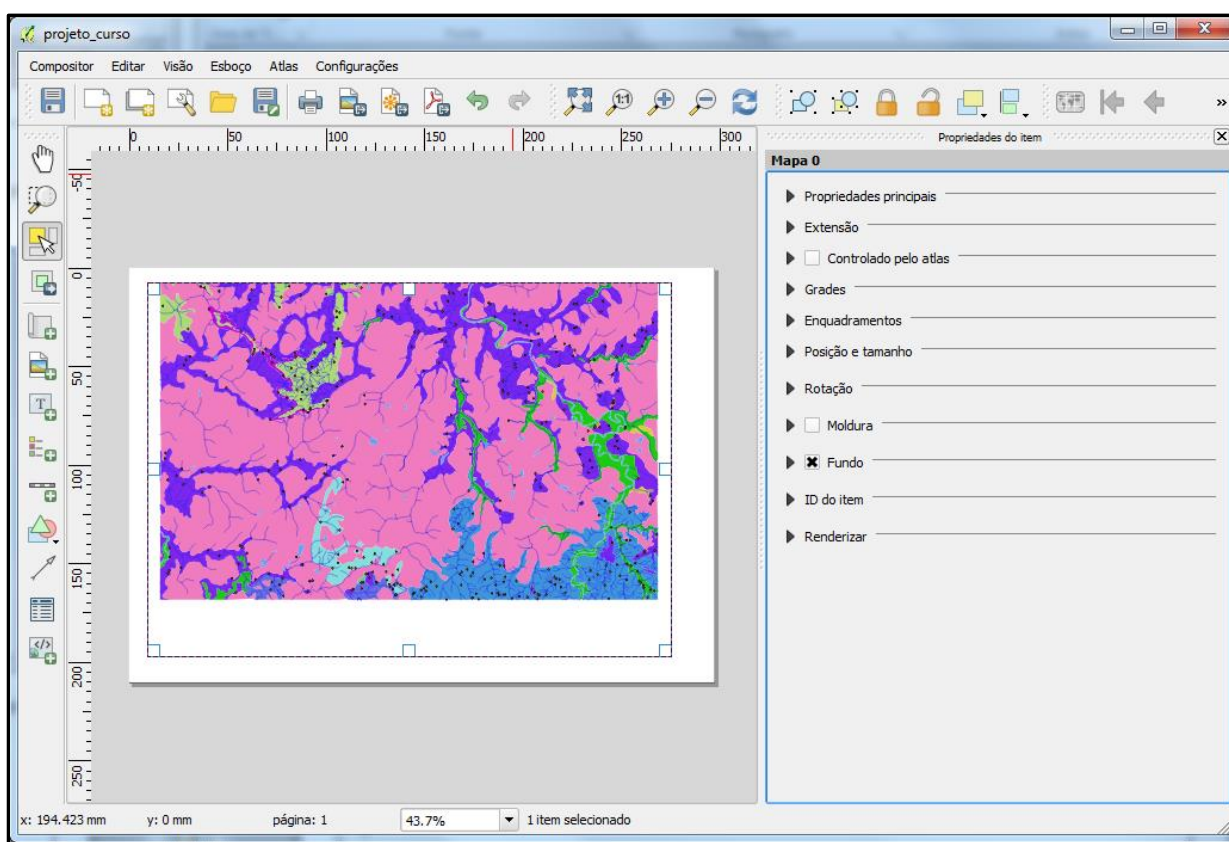 projeto_curso
Compositor Editar Visão Esboço Atlas Configurações
1:1
»
0 50 100 150 200 250 300
Propriedades do item
Mapa 0
-50
0
50
100
150
200
250
T
</>
Propriedades principais
Extensão
Controlado pelo atlas
Grades
Enquadramentos
Posição e tamanho
Rotação
Moldura
Fundo
ID do item
Renderizar
x: 194.423 mm y: 0 mm página: 1 43.7% 1 item selecionado